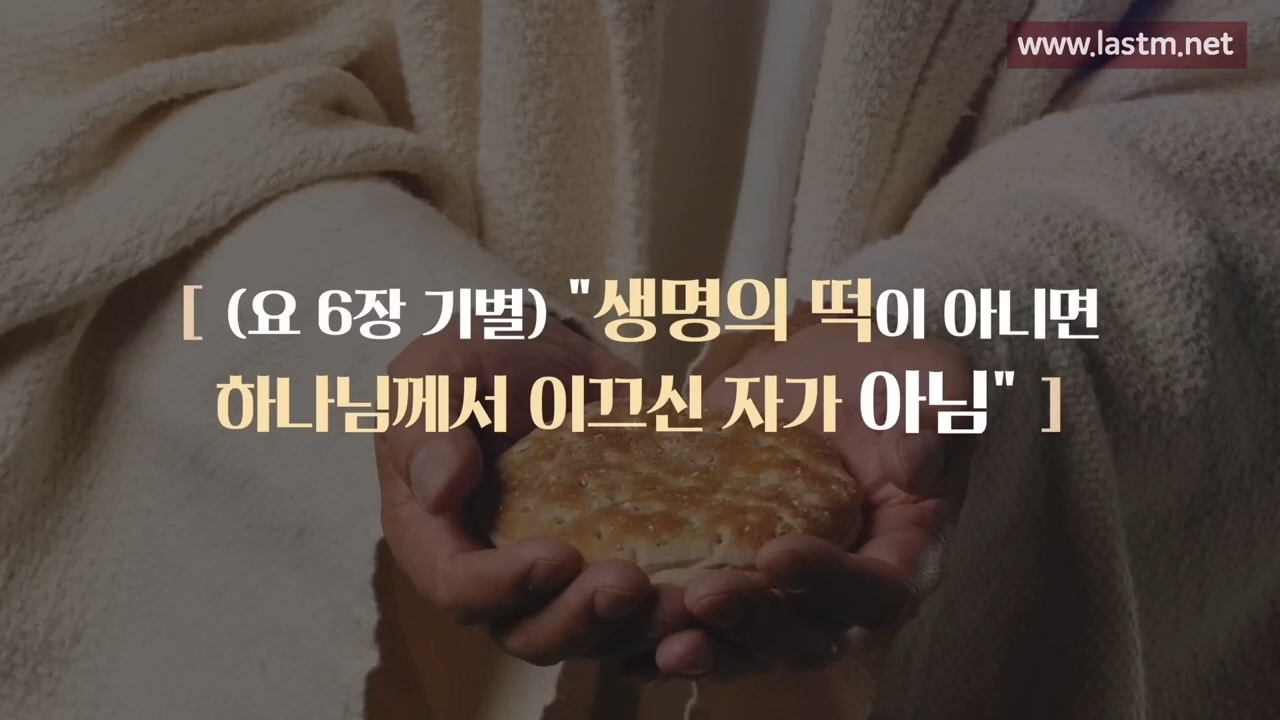 www.lastm.net
[ (요 6장 기별) "생명의 떡이 아니면
하나님께서 이끄신 자가 아님" ]